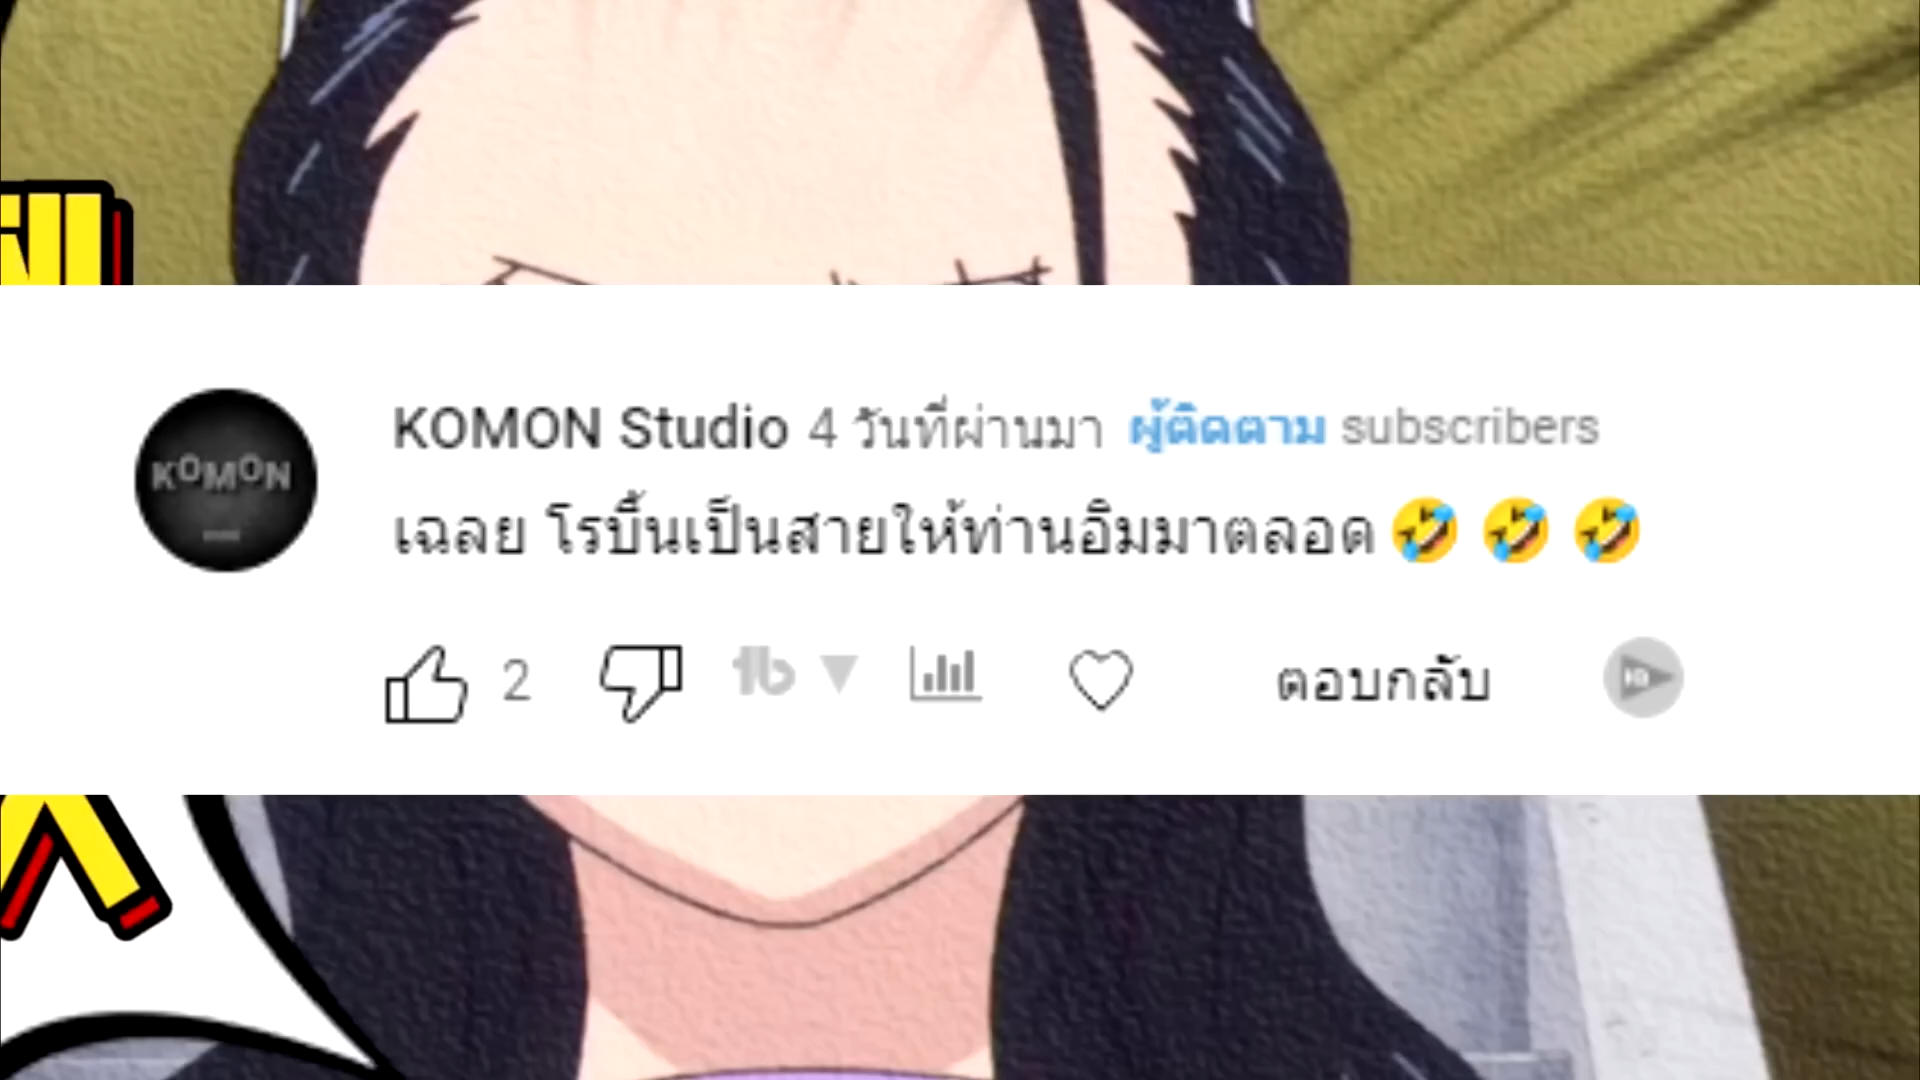 KOMON
KOMON Studio 4 วันที่ผ่านมา ผู้ติดตาม subscribers
เฉลย โรบิ้นเป็นสายให้ท่านอิมมาตลอด🤣 🤣 🤣
2
ตอบกลับ